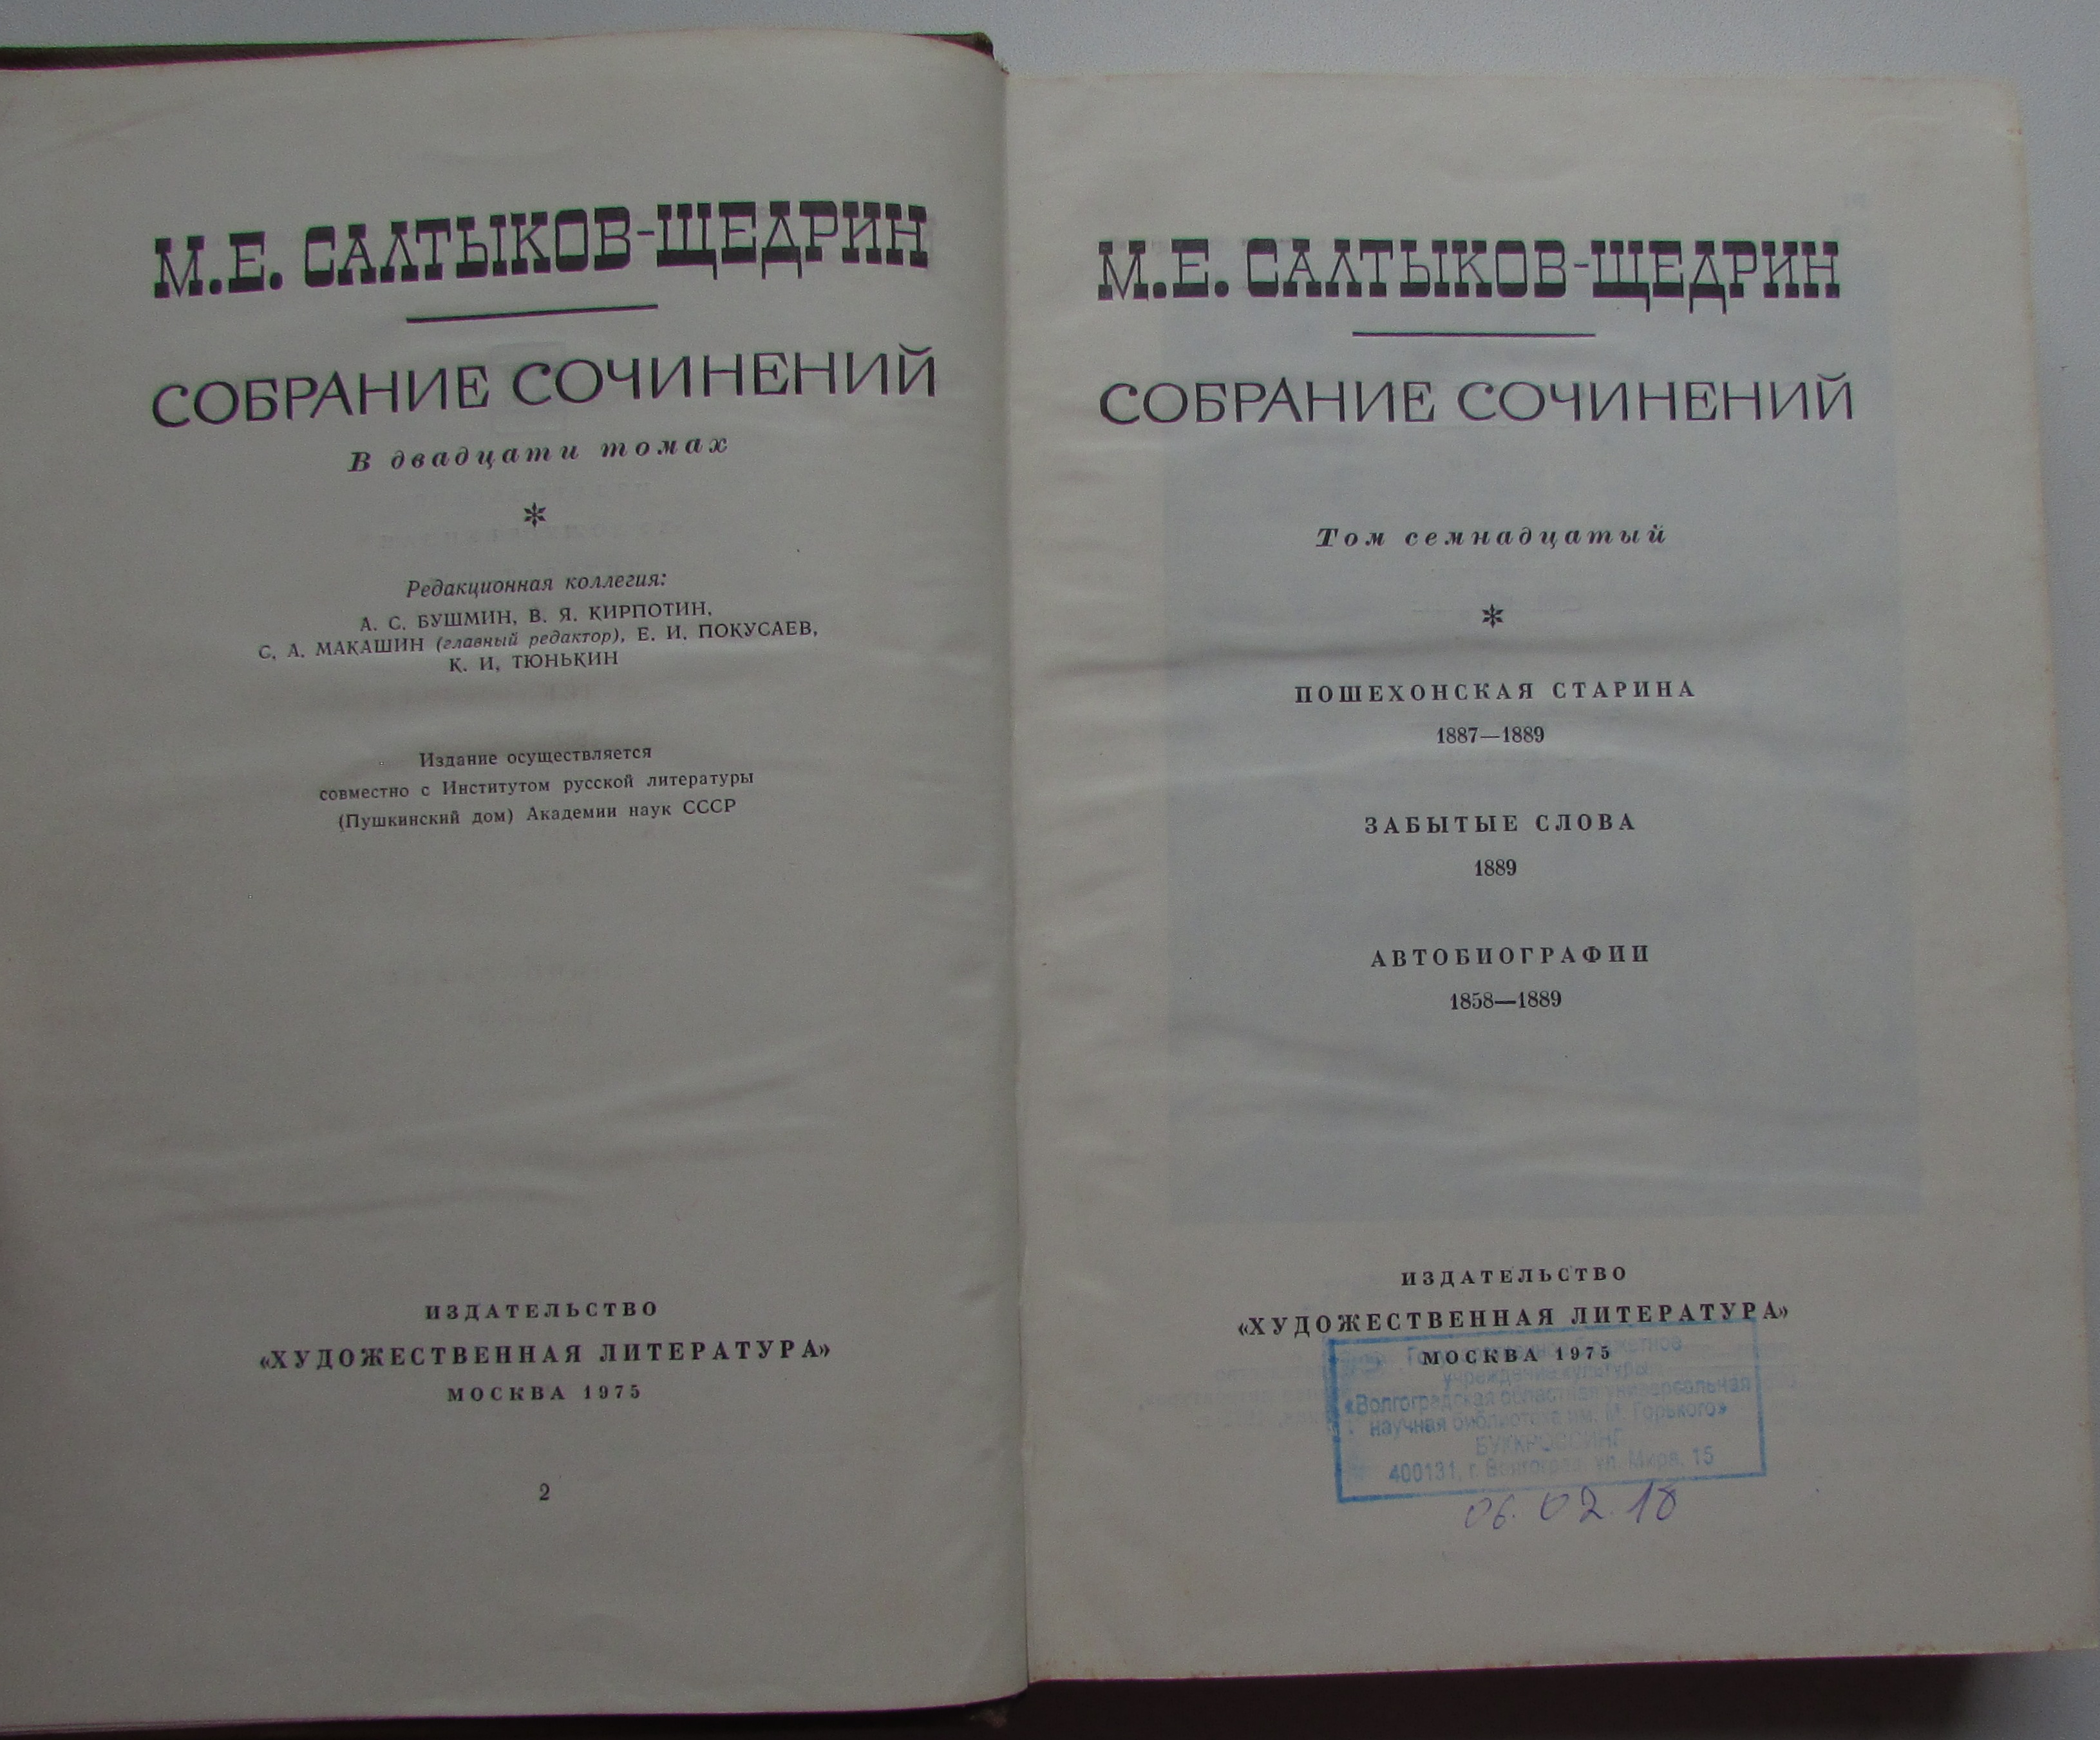 М.Е. САЛТЫКОВ-ЩЕДРИН
СОБРАНИЕ СОЧИНЕНИЙ
В двадцати томах
*
Редакционная коллегия:
А. С. БУШМИН, В. Я. КИРПОТИН,
С. А. МАКАШИН (главный редактор), Е. И. ПОКУСАЕВ,
К. И. ТЮНЬКИН
Издание осуществляется
совместно с Институтом русской литературы
(Пушкинский дом) Академии наук СССР
ИЗДАТЕЛЬСТВО
«ХУДОЖЕСТВЕННАЯ ЛИТЕРАТУРА»
МОСКВА 1975
2
М.Е. САЛТЫКОВ-ЩЕДРИН
СОБРАНИЕ СОЧИНЕНИЙ
Том семнадцатый
*
ПОШЕХОНСКАЯ СТАРИНА
1887—1889
ЗАБЫТЫЕ СЛОВА
1889
АВТОБИОГРАФИИ
1858—1889
ИЗДАТЕЛЬСТВО
«ХУДОЖЕСТВЕННАЯ ЛИТЕРАТУРА»
МОСКВА 1975
Государственное бюджетное
учреждение культуры
«Волгоградская областная универсальная
научная библиотека им. М. Горького»
БУККРОССИНГ
400131, г. Волгоград, ул. Мира, 15
06.02.18